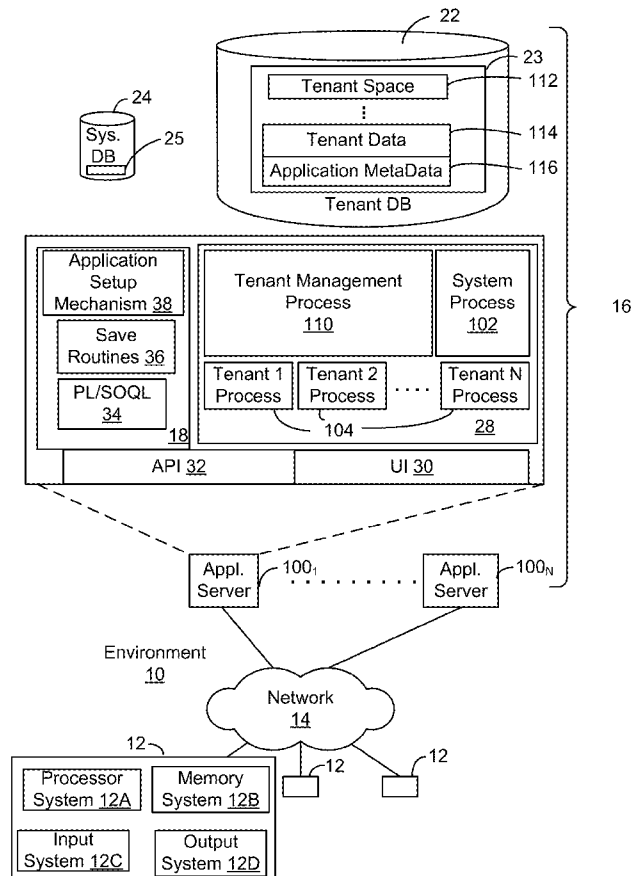 22
23
Tenant Space
112
24
Sys.
DB
25
Tenant Data
114
Application MetaData
116
Tenant DB
16
Application
Setup
Mechanism 38
Tenant Management
Process
110
System
Process
102
Save
Routines 36
Tenant 1
Process
Tenant 2
Process
Tenant N
Process
PL/SOQL
34
104
18
28
API 32
UI 30
Appl.
Server
100₁
Appl.
Server
100N
Environment
10
Network
14
12
12
12
Processor
System 12A
Memory
System 12B
Input
System 12C
Output
System 12D